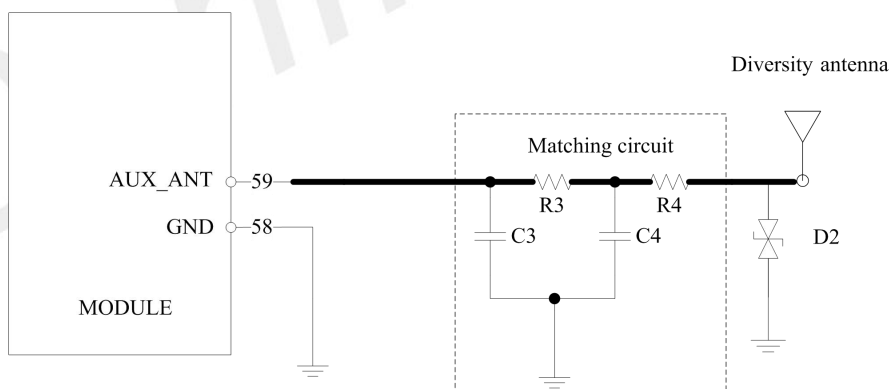 Diversity antenna
Matching circuit
AUX_ANT 59
R3 R4
GND 58
C3 C4 D2
MODULE